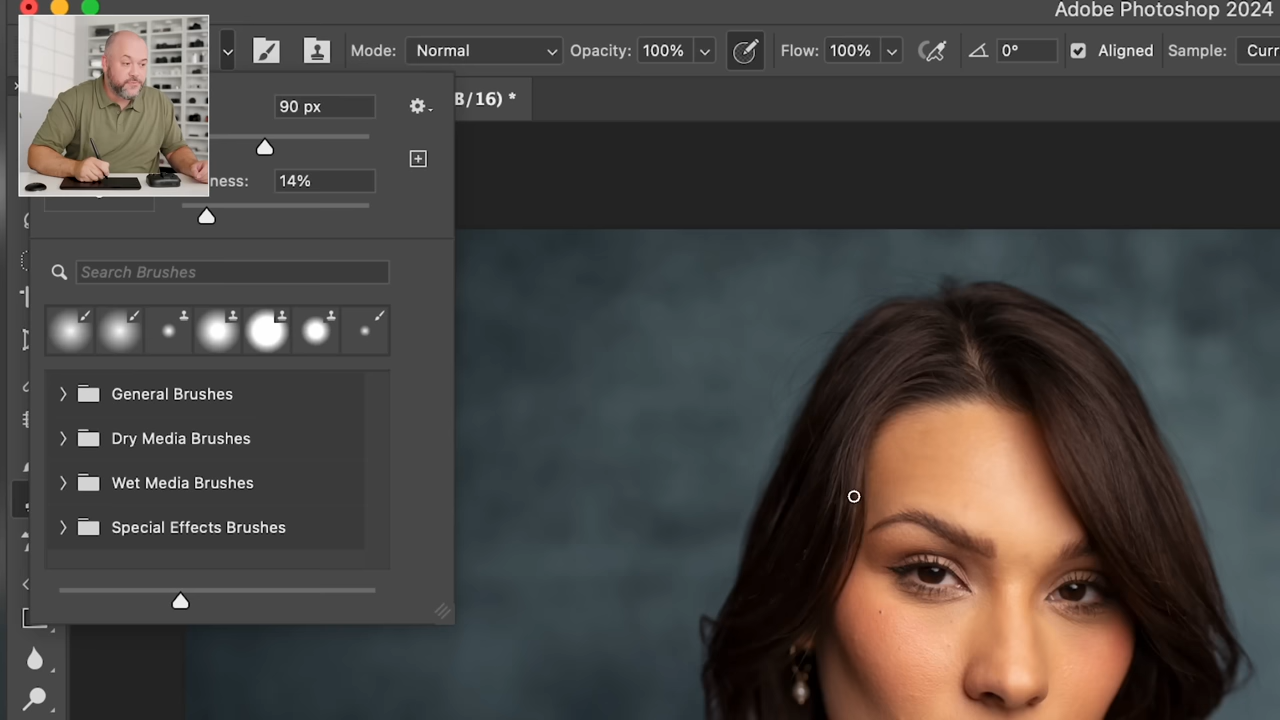 Adobe Photoshop 2024
Mode: Normal Opacity: 100% Flow: 100% 0° Aligned Sample: Curr
8/16) *
90 px
ness: 14%
Search Brushes
General Brushes
Dry Media Brushes
Wet Media Brushes
Special Effects Brushes